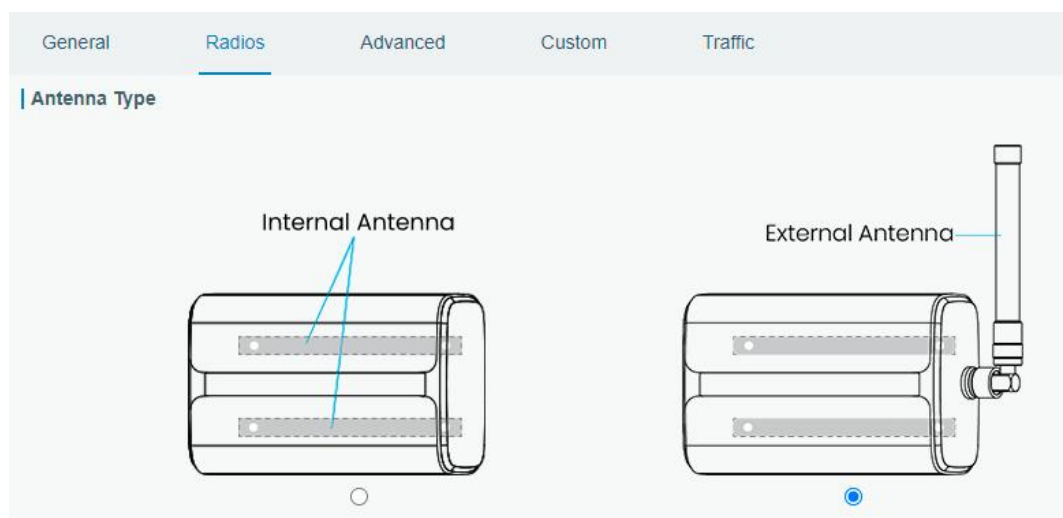 General Radios Advanced Custom Traffic
Antenna Type
Internal Antenna
External Antenna